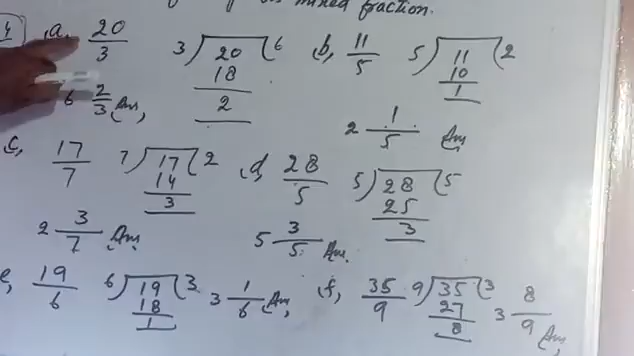 mixed fraction.
4 a, 20/3 3)20(6 b, 11/5 5)11(2
18 10
2 1
6 2/3 Ans, 2 1/5 Ans
c, 17/7 7)17(2 d, 28/5 5)28(5
14 25
3 3
2 3/7 Ans 5 3/5 Ans.
e, 19/6 6)19(3 3 1/6 Ans, f, 35/9 9)35(3 3 8/9 Ans,
18 27
1 8